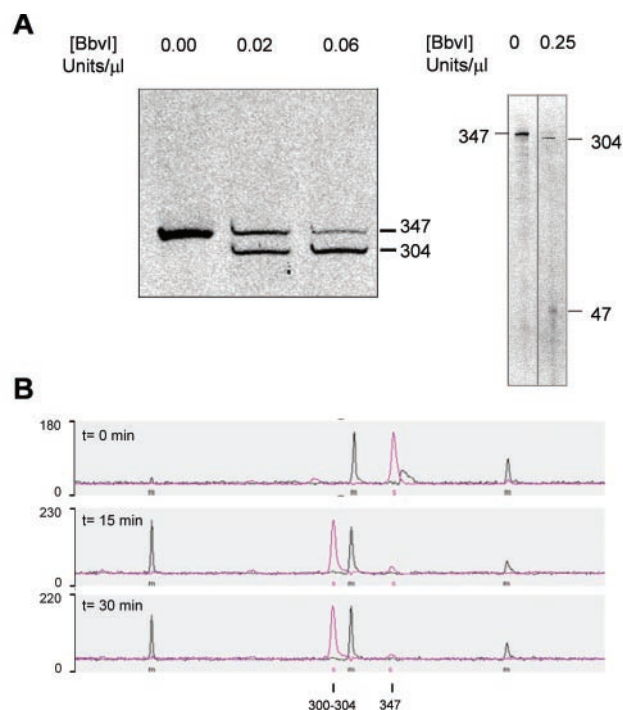 A
[BbvI] 0.00 0.02 0.06
Units/µl
347
304
[BbvI] 0 0.25
Units/µl
347
304
47
B
180
t= 0 min
0
m m s m
230
t= 15 min
0
m s m s m
220
t= 30 min
0
m s m s m
300-304 347